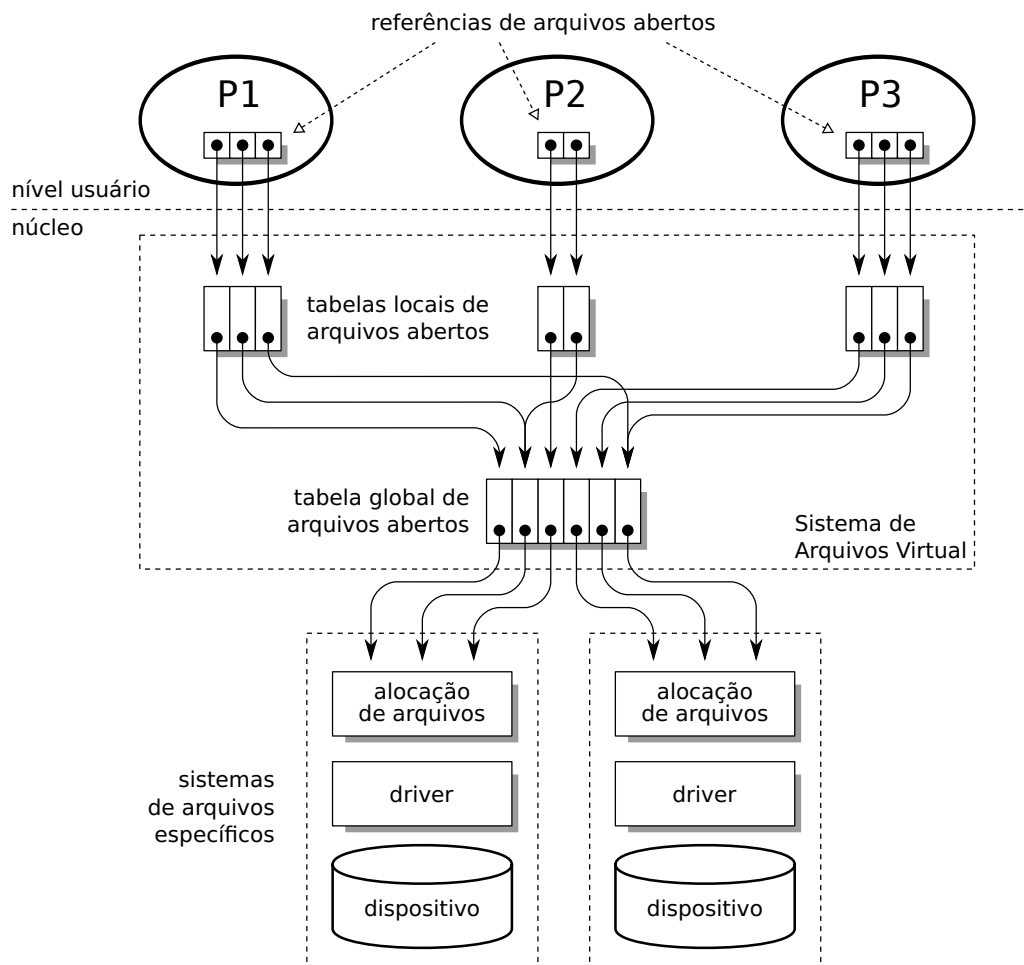 referências de arquivos abertos
P1
P2
P3
nível usuário
núcleo
tabelas locais de
arquivos abertos
tabela global de
arquivos abertos
Sistema de
Arquivos Virtual
alocação
de arquivos
alocação
de arquivos
driver
driver
sistemas
de arquivos
específicos
dispositivo
dispositivo